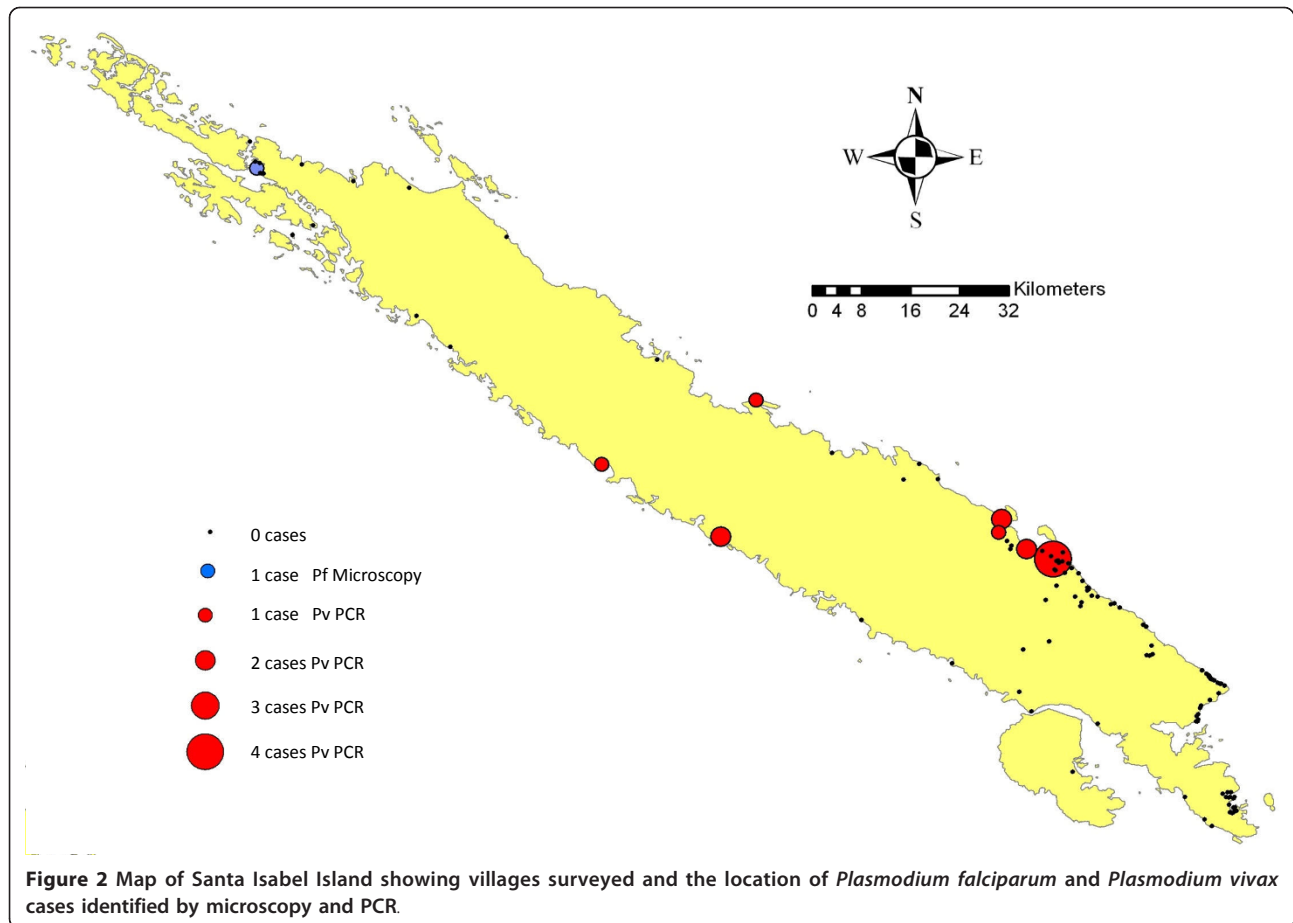 N
W E
S
Kilometers
0 4 8 16 24 32
0 cases
1 case Pf Microscopy
1 case Pv PCR
2 cases Pv PCR
3 cases Pv PCR
4 cases Pv PCR
Figure 2 Map of Santa Isabel Island showing villages surveyed and the location of Plasmodium falciparum and Plasmodium vivax
cases identified by microscopy and PCR.